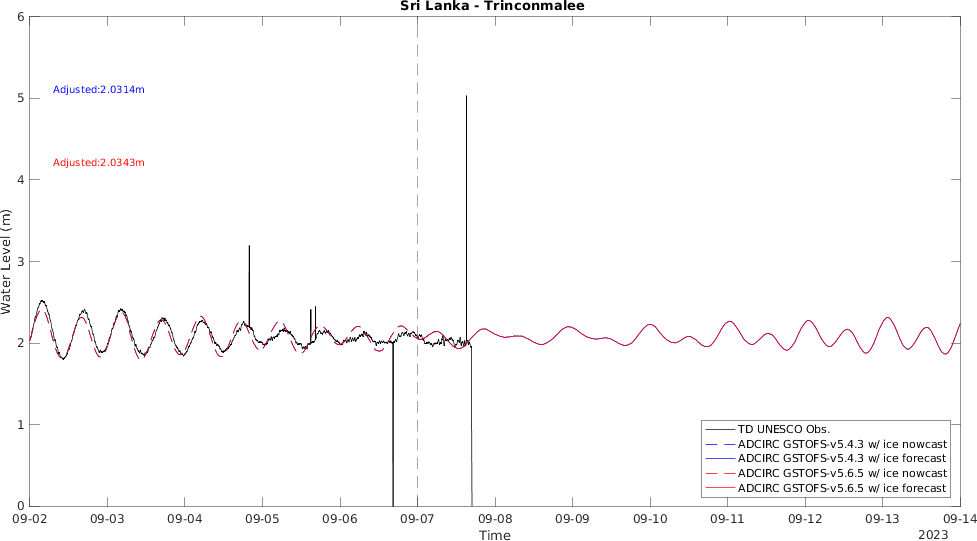 Sri Lanka - Trinconmalee
6
5
4
3
2
1
0
Water Level (m)
Adjusted:2.0314m
Adjusted:2.0343m
TD UNESCO Obs.
ADCIRC GSTOFS-v5.4.3 w/ ice nowcast
ADCIRC GSTOFS-v5.4.3 w/ ice forecast
ADCIRC GSTOFS-v5.6.5 w/ ice nowcast
ADCIRC GSTOFS-v5.6.5 w/ ice forecast
09-02 09-03 09-04 09-05 09-06 09-07 09-08 09-09 09-10 09-11 09-12 09-13 09-14
Time
2023